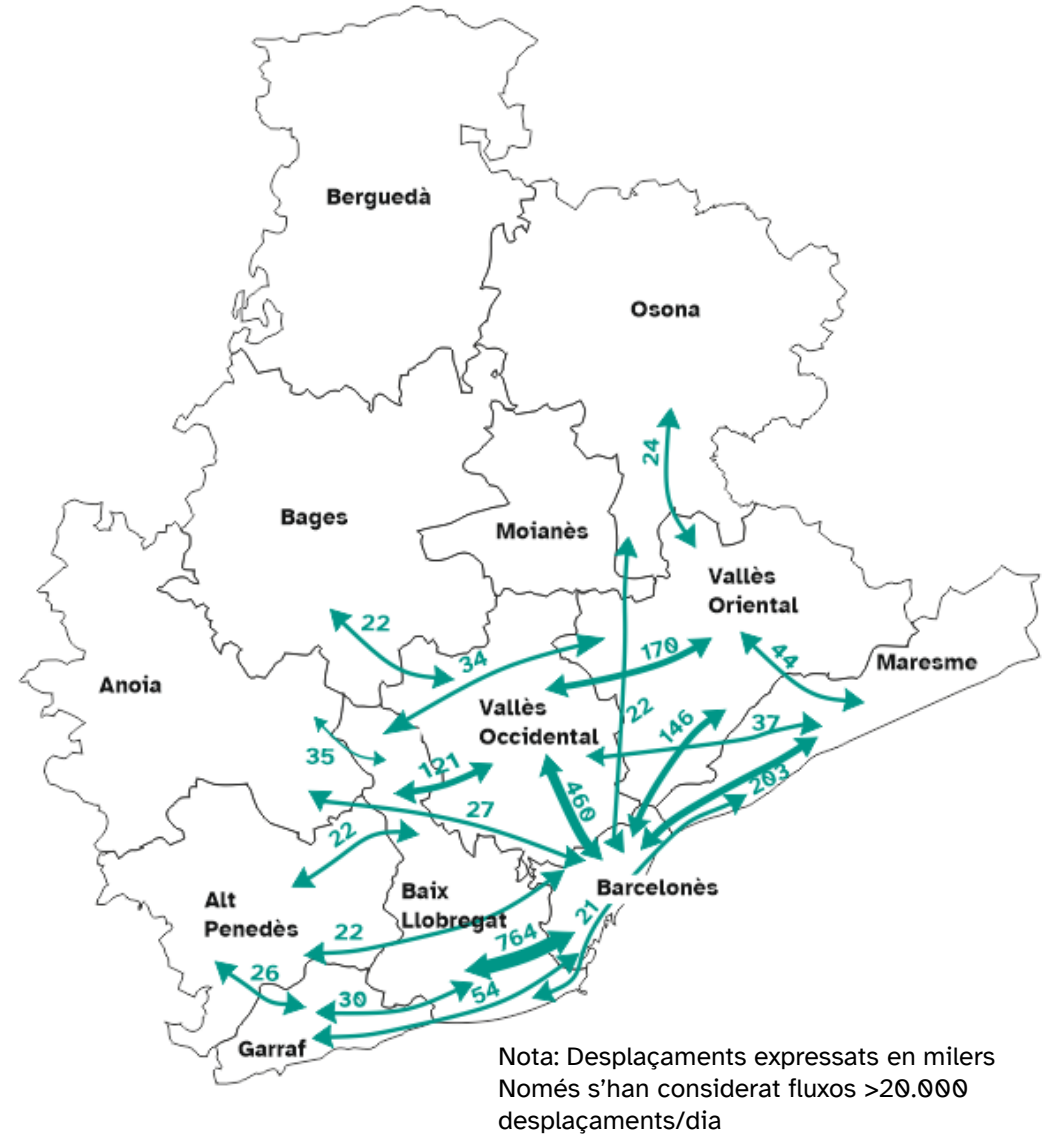 Berguedà
Osona
24
Bages
Moianès
Vallès
Oriental
22
34
170
44
Maresme
Anoia
Vallès
Occidental
22
146
37
35
121
460
203
27
22
Alt
Penedès
Baix
Llobregat
Barcelonès
21
22
764
26
30
54
Garraf
Nota: Desplaçaments expressats en milers
Només s'han considerat fluxos >20.000
desplaçaments/dia